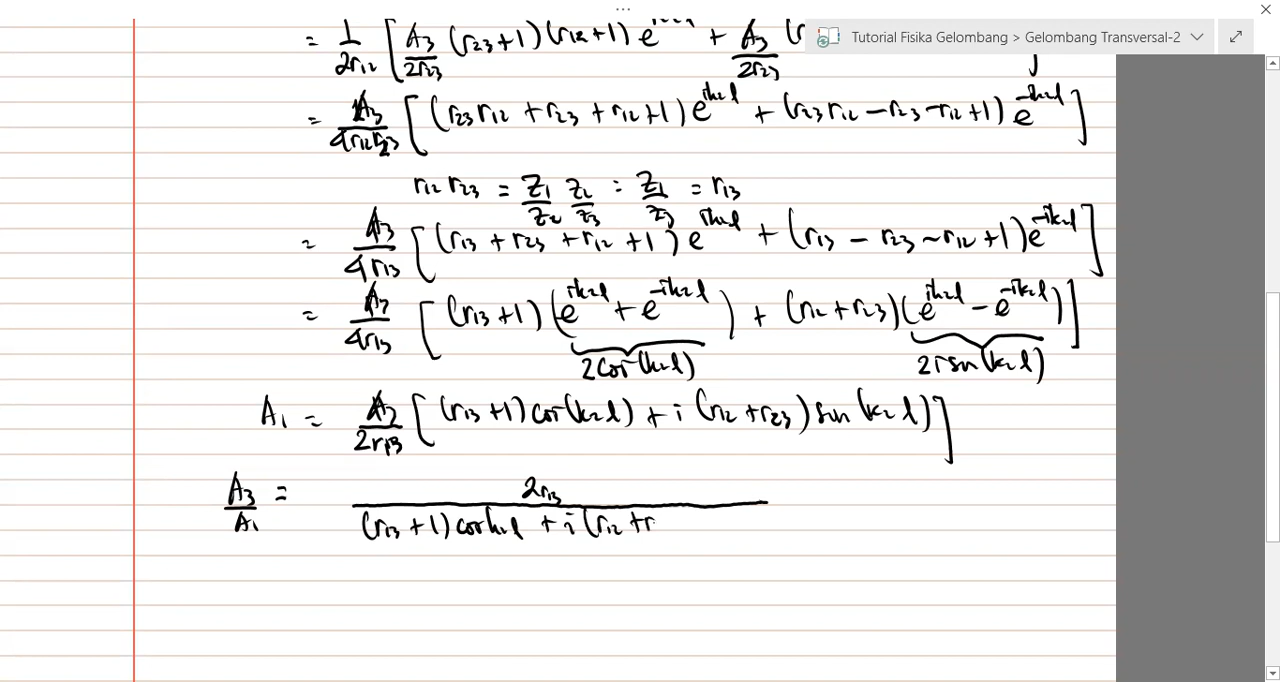 = 1/2r₁₂ [ A₃/2r₂₃ (r₂₃+1)(r₁₂+1) e + A₃/2r₂₃ (r
Tutorial Fisika Gelombang > Gelombang Transversal-2
= A₃/4r₁₂r₂₃ [ (r₂₃r₁₂ + r₂₃ + r₁₂+1) e^{ik₂l} + (r₂₃r₁₂ - r₂₃ - r₁₂+1) e^{-ik₂l} ]
r₁₂ r₂₃ = Z₁/Z₂ Z₂/Z₃ = Z₁/Z₃ = r₁₃
= A₃/4r₁₃ [ (r₁₃ + r₂₃ + r₁₂ + 1) e^{ik₂l} + (r₁₃ - r₂₃ - r₁₂ + 1) e^{-ik₂l} ]
= A₃/4r₁₃ [ (r₁₃+1) (e^{ik₂l} + e^{-ik₂l}) + (r₁₂ + r₂₃)(e^{ik₂l} - e^{-ik₂l}) ]
2cos(k₂l) 2i sin(k₂l)
A₁ = A₃/2r₁₃ [ (r₁₃+1) cos(k₂l) + i (r₁₂ + r₂₃) sin(k₂l) ]
A₃/A₁ = 2r₁₃ / (r₁₃+1) cos k₂l + i (r₁₂ + r